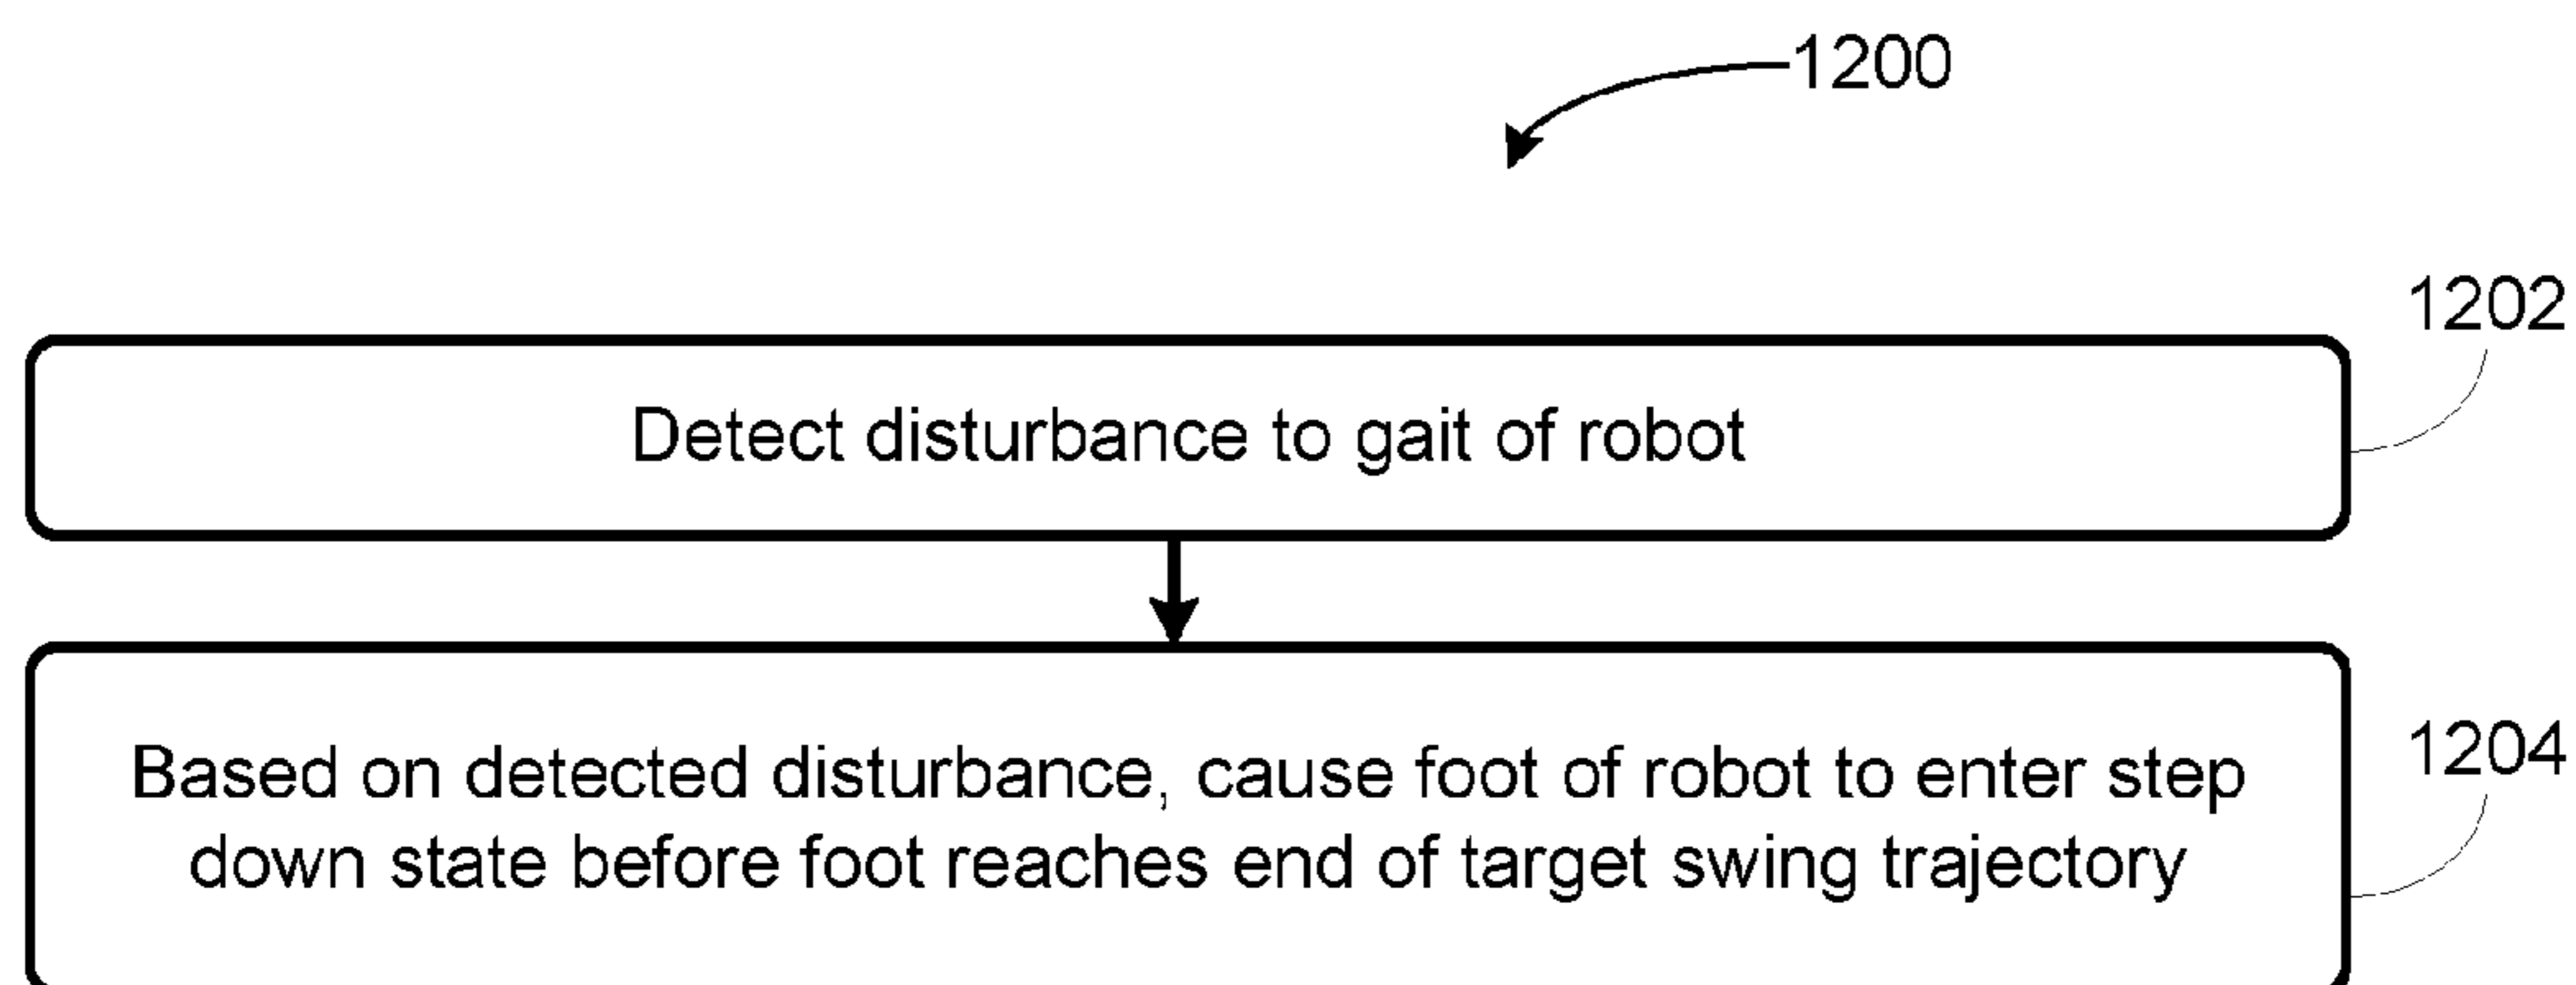 1200
1202
Detect disturbance to gait of robot
1204
Based on detected disturbance, cause foot of robot to enter step
down state before foot reaches end of target swing trajectory